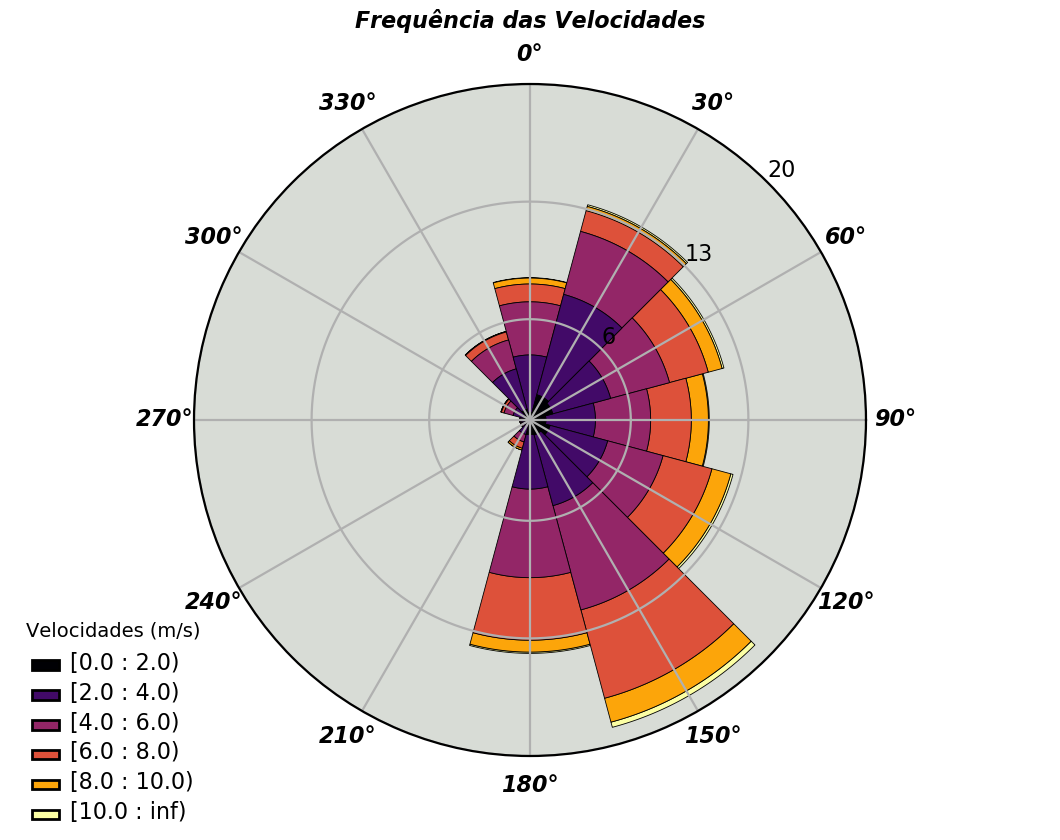 Frequência das Velocidades
0°
330°
30°
20
300°
60°
13
6
270°
90°
240°
120°
210°
150°
180°
Velocidades (m/s)
[0.0 : 2.0)
[2.0 : 4.0)
[4.0 : 6.0)
[6.0 : 8.0)
[8.0 : 10.0)
[10.0 : inf)